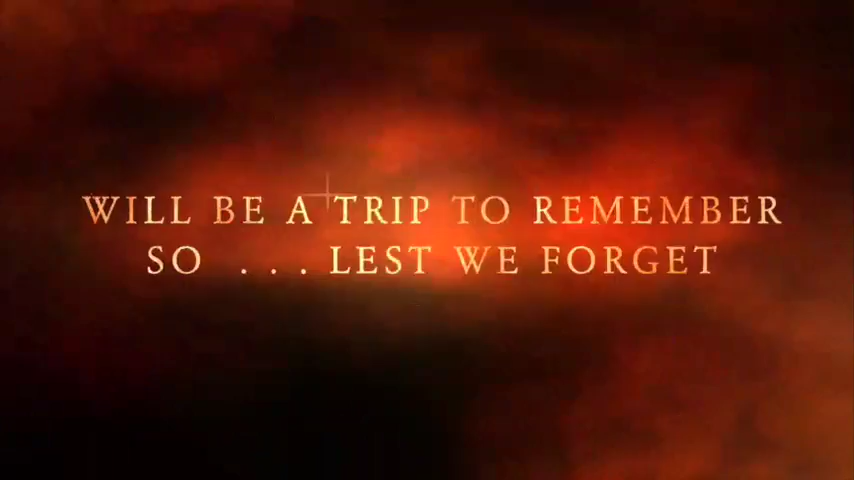 WILL BE A TRIP TO REMEMBER
SO ... LEST WE FORGET